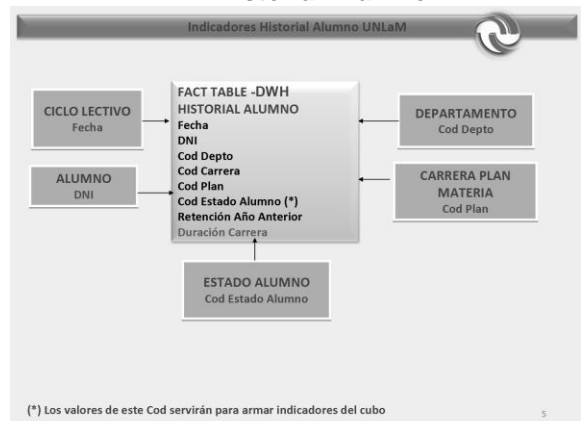 Indicadores Historial Alumno UNLaM
CICLO LECTIVO
Fecha
ALUMNO
DNI
FACT TABLE -DWH
HISTORIAL ALUMNO
Fecha
DNI
Cod Depto
Cod Carrera
Cod Plan
Cod Estado Alumno (*)
Retención Año Anterior
Duración Carrera
DEPARTAMENTO
Cod Depto
CARRERA PLAN
MATERIA
Cod Plan
ESTADO ALUMNO
Cod Estado Alumno
(*) Los valores de este Cod servirán para armar indicadores del cubo
5